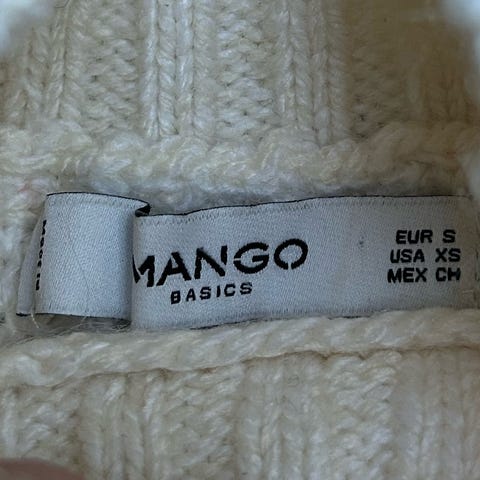 MANGO
BASICS
EUR S
USA XS
MEX CH